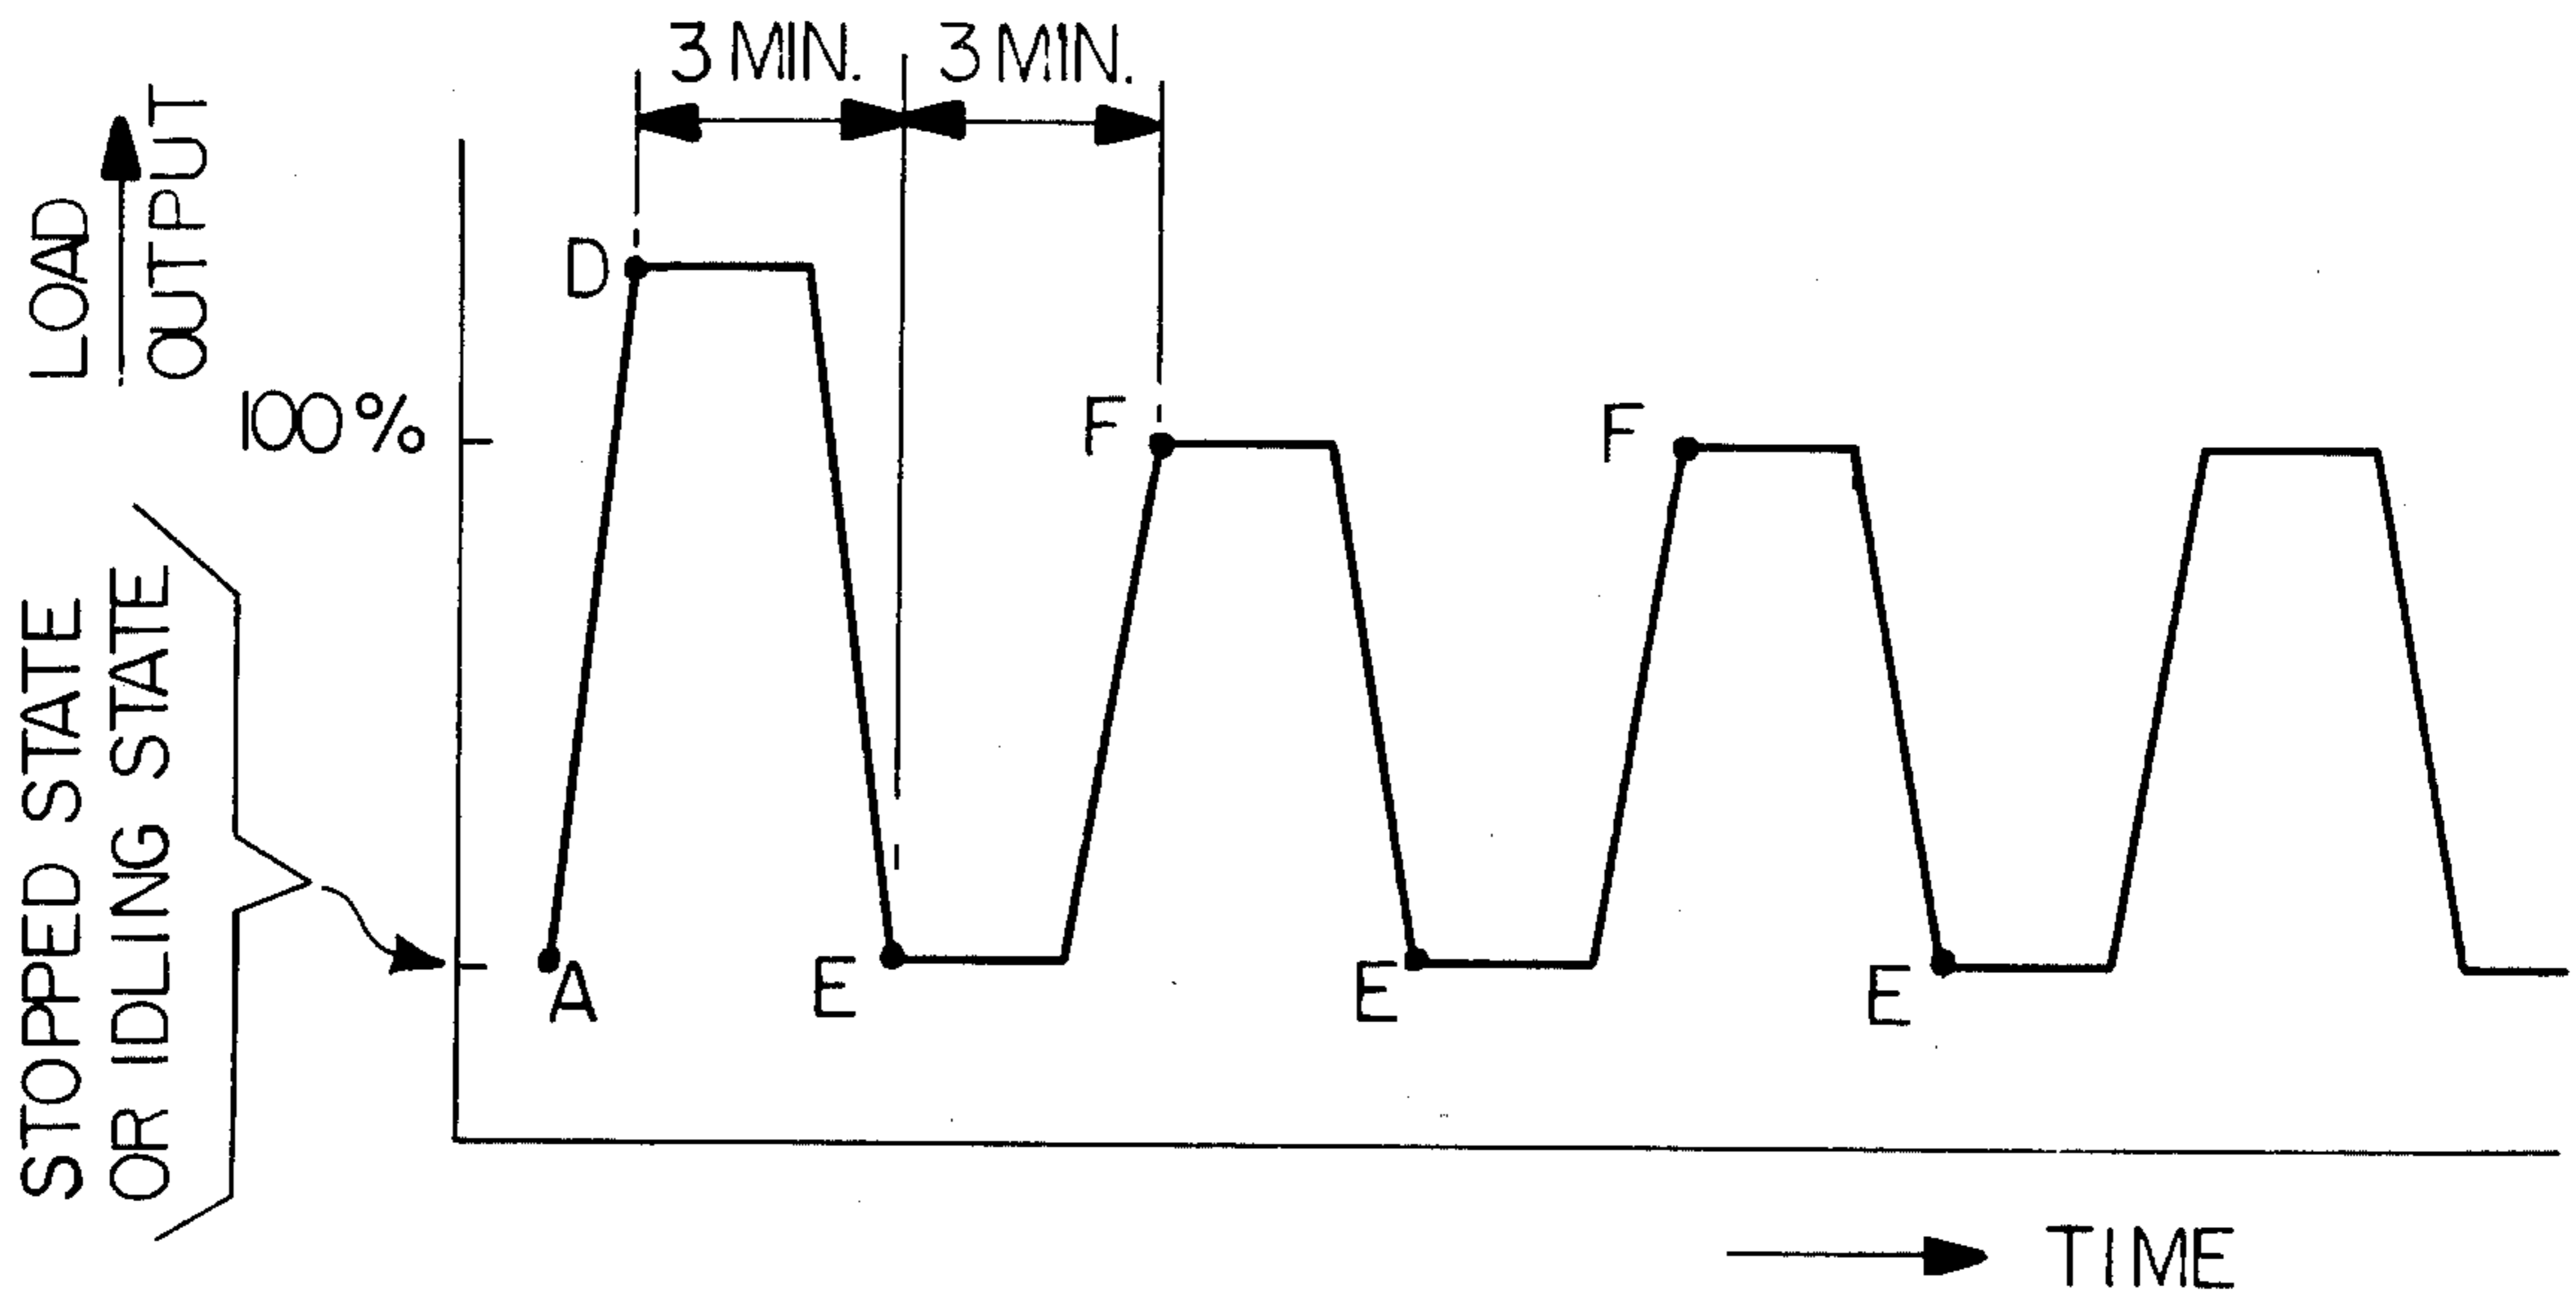 3 MIN.
3 MIN.
LOAD
OUTPUT
D
100%
F
F
STOPPED STATE
OR IDLING STATE
A
E
E
E
TIME